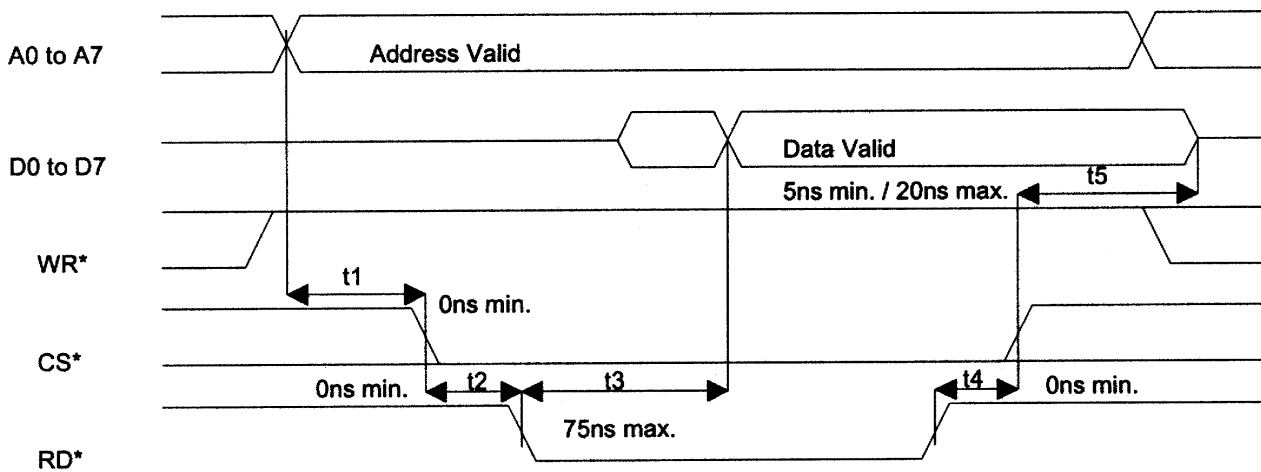 A0 to A7
Address Valid
D0 to D7
Data Valid
5ns min. / 20ns max.
t5
WR*
t1
0ns min.
CS*
0ns min.
t2
t3
t4
0ns min.
75ns max.
RD*